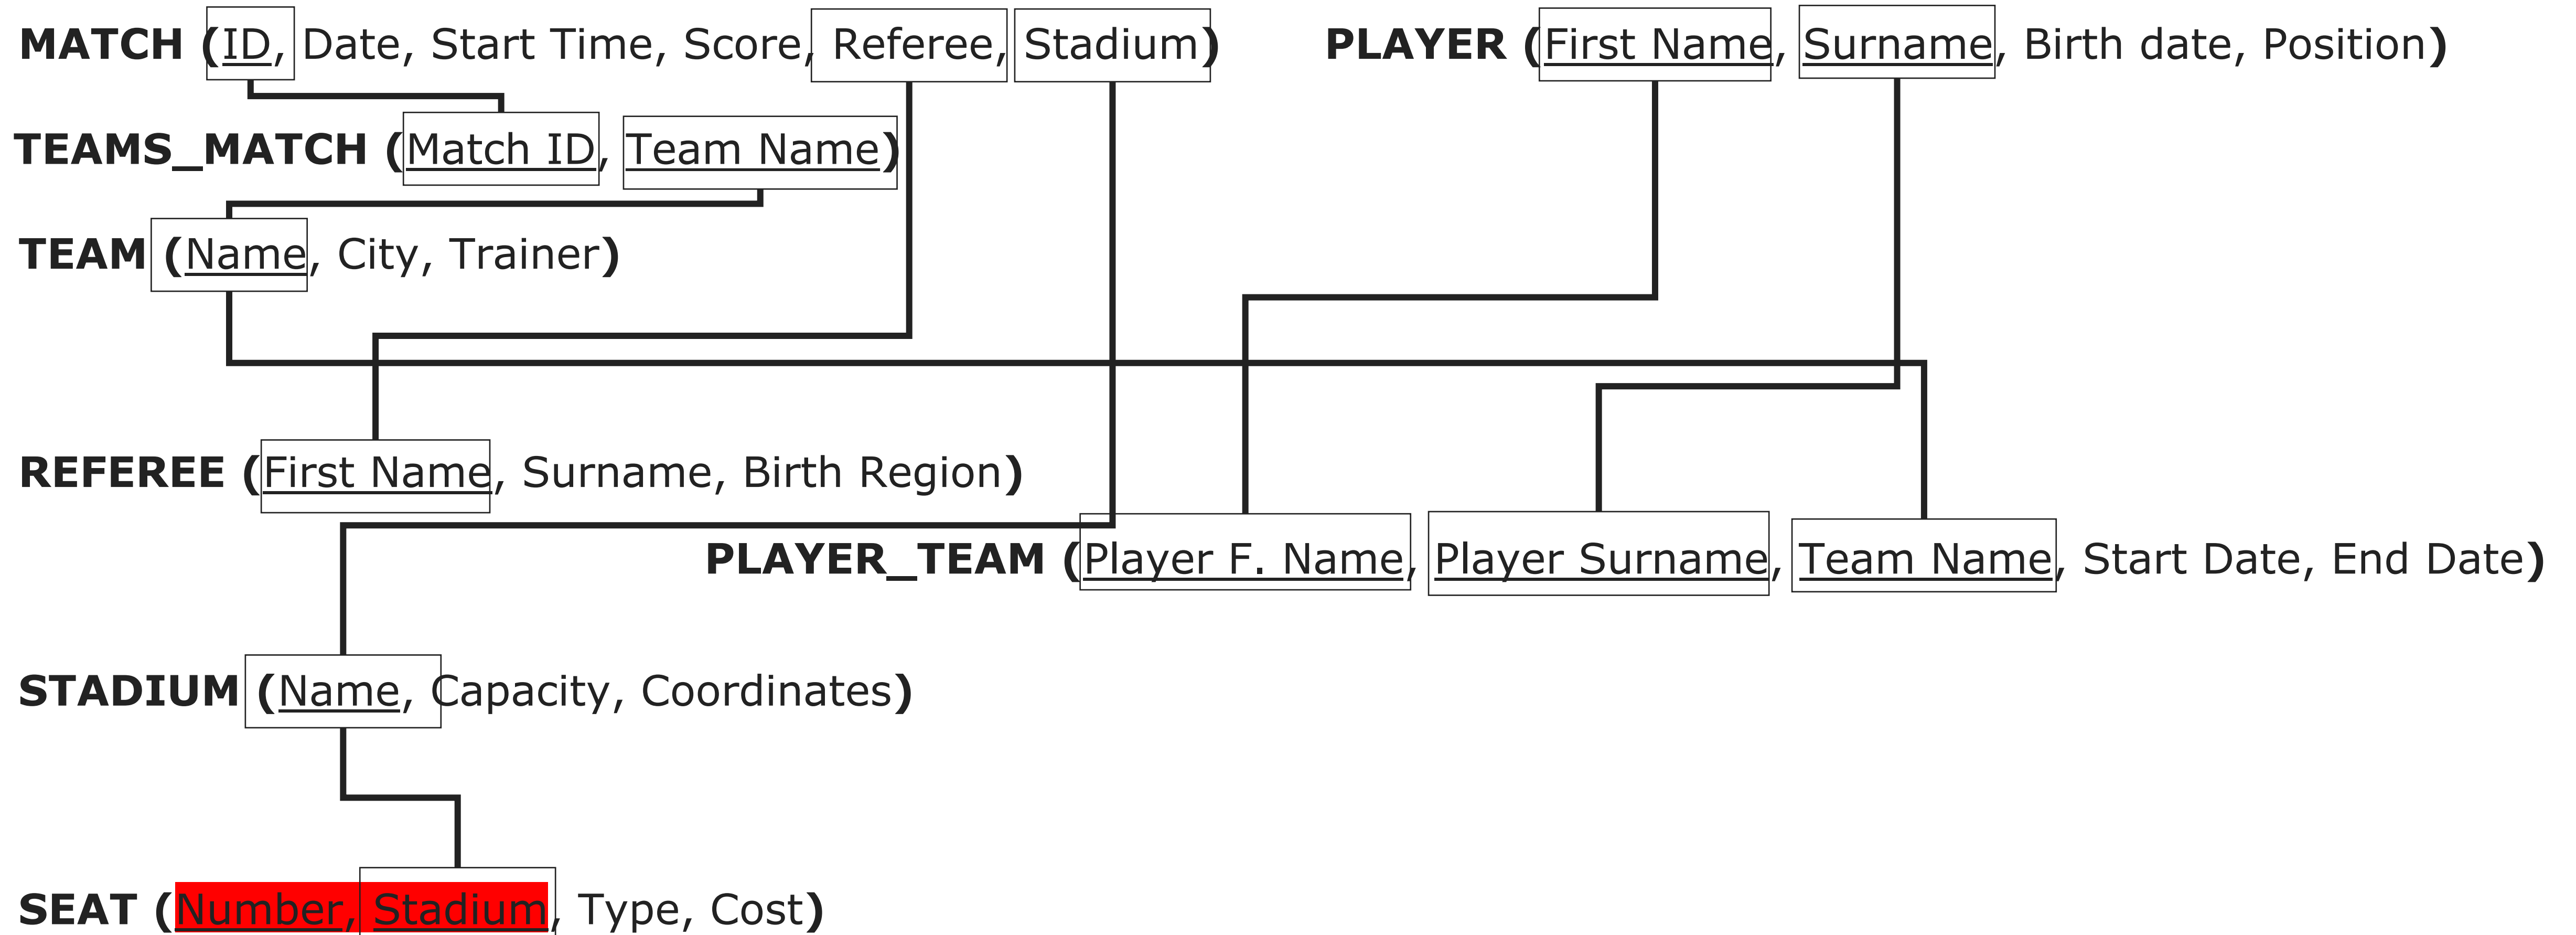 MATCH (ID, Date, Start Time, Score, Referee, Stadium)
PLAYER (First Name, Surname, Birth date, Position)
TEAMS_MATCH (Match ID, Team Name)
TEAM (Name, City, Trainer)
REFEREE (First Name, Surname, Birth Region)
PLAYER_TEAM (Player F. Name, Player Surname, Team Name, Start Date, End Date)
STADIUM (Name, Capacity, Coordinates)
SEAT (Number, Stadium, Type, Cost)